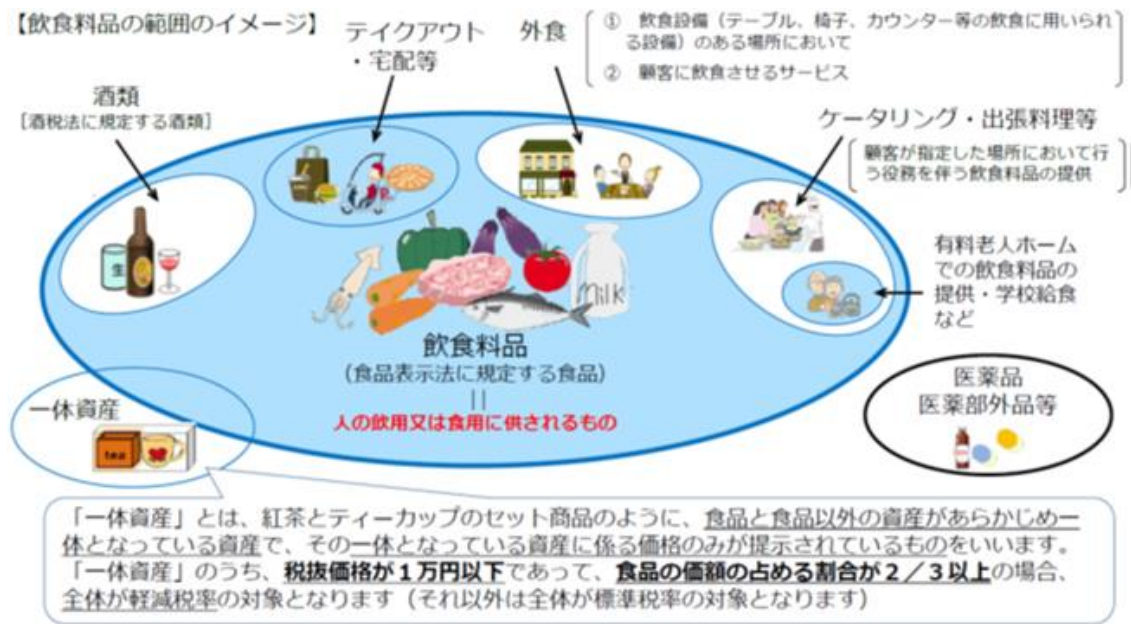 【飲食料品の範囲のイメージ】
テイクアウト
・宅配等
外食
① 飲食設備（テーブル、椅子、カウンター等の飲食に用いられ
る設備）のある場所において
② 顧客に飲食させるサービス
酒類
［酒税法に規定する酒類］
ケータリング・出張料理等
顧客が指定した場所において行
う役務を伴う飲食料品の提供
生
milk
有料老人ホーム
での飲食料品の
提供・学校給食
など
飲食料品
（食品表示法に規定する食品）
||
人の飲用又は食用に供されるもの
一体資産
tea
医薬品
医薬部外品等
「一体資産」とは、紅茶とティーカップのセット商品のように、食品と食品以外の資産があらかじめ一
体となっている資産で、その一体となっている資産に係る価格のみが提示されているものをいいます。
「一体資産」のうち、税抜価格が１万円以下であって、食品の価額の占める割合が２／３以上の場合、
全体が軽減税率の対象となります（それ以外は全体が標準税率の対象となります）